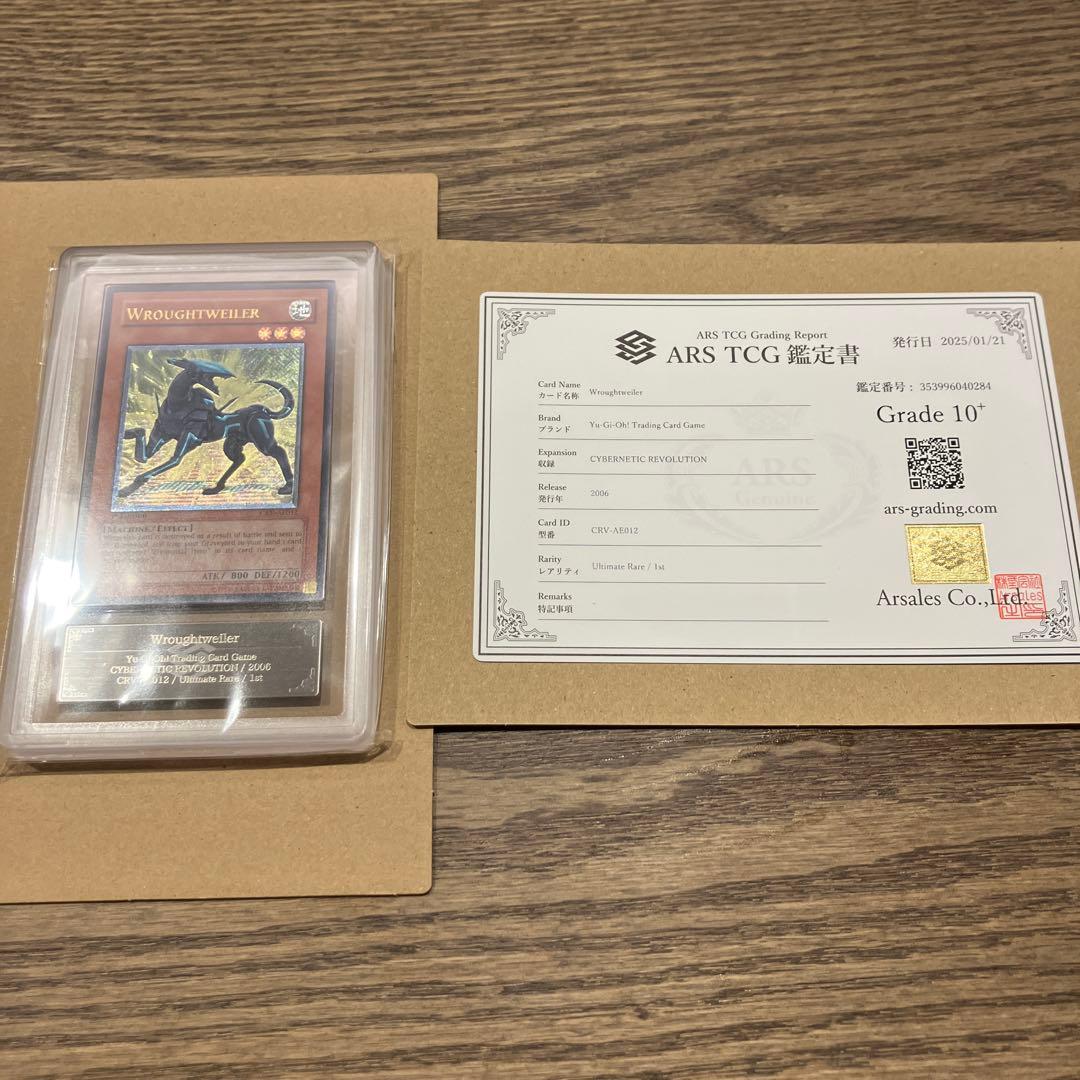 WROUGHTWEILER
[MACHINE/EFFECT]
ATK/ 800 DEF/1200
Wroughtweiler
Yu-Gi-Oh! Trading Card Game
CYBERNETIC REVOLUTION / 2006
012 / Ultimate Rare / 1st
ARS TCG Grading Report
ARS TCG 鑑定書
発行日 2025/01/21
鑑定番号: 353996040284
Grade 10+
Card Name
カード名称 Wroughtweiler
Brand
ブランド Yu-Gi-Oh! Trading Card Game
Expansion
収録 CYBERNETIC REVOLUTION
Release
発行年 2006
Card ID
型番 CRV-AE012
Rarity
レアリティ Ultimate Rare / 1st
Remarks
特記事項
ARS
Genuine
ars-grading.com
Arsales Co.,Ltd.